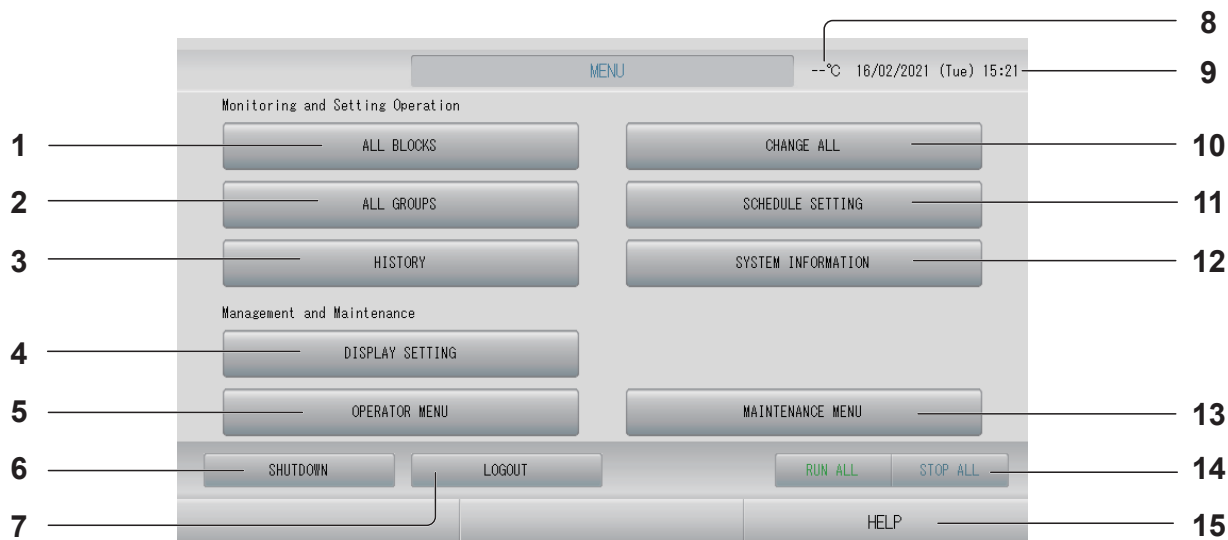 8
MENU --℃ 16/02/2021 (Tue) 15:21 9
Monitoring and Setting Operation
1 ALL BLOCKS CHANGE ALL 10
2 ALL GROUPS SCHEDULE SETTING 11
3 HISTORY SYSTEM INFORMATION 12
Management and Maintenance
4 DISPLAY SETTING
5 OPERATOR MENU MAINTENANCE MENU 13
6 SHUTDOWN LOGOUT RUN ALL STOP ALL 14
7 HELP 15